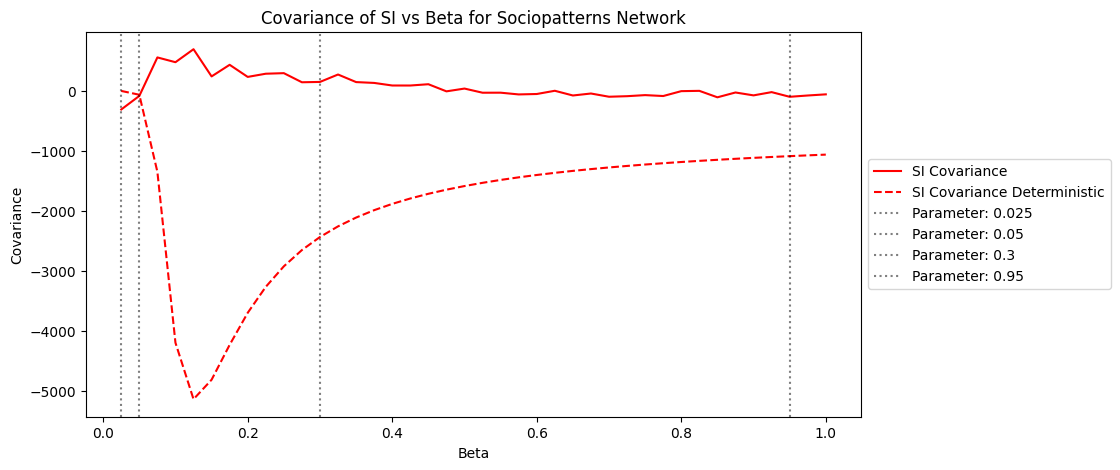 Covariance of SI vs Beta for Sociopatterns Network
Covariance
0
−1000
−2000
−3000
−4000
−5000
0.0
0.2
0.4
0.6
0.8
1.0
Beta
SI Covariance
SI Covariance Deterministic
Parameter: 0.025
Parameter: 0.05
Parameter: 0.3
Parameter: 0.95